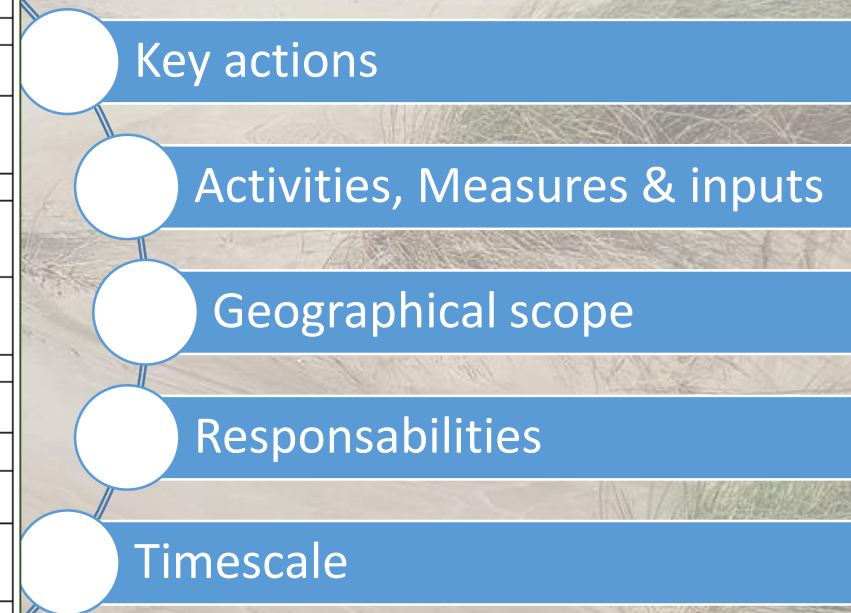 Key actions
Activities, Measures & inputs
Geographical scope
Responsabilities
Timescale